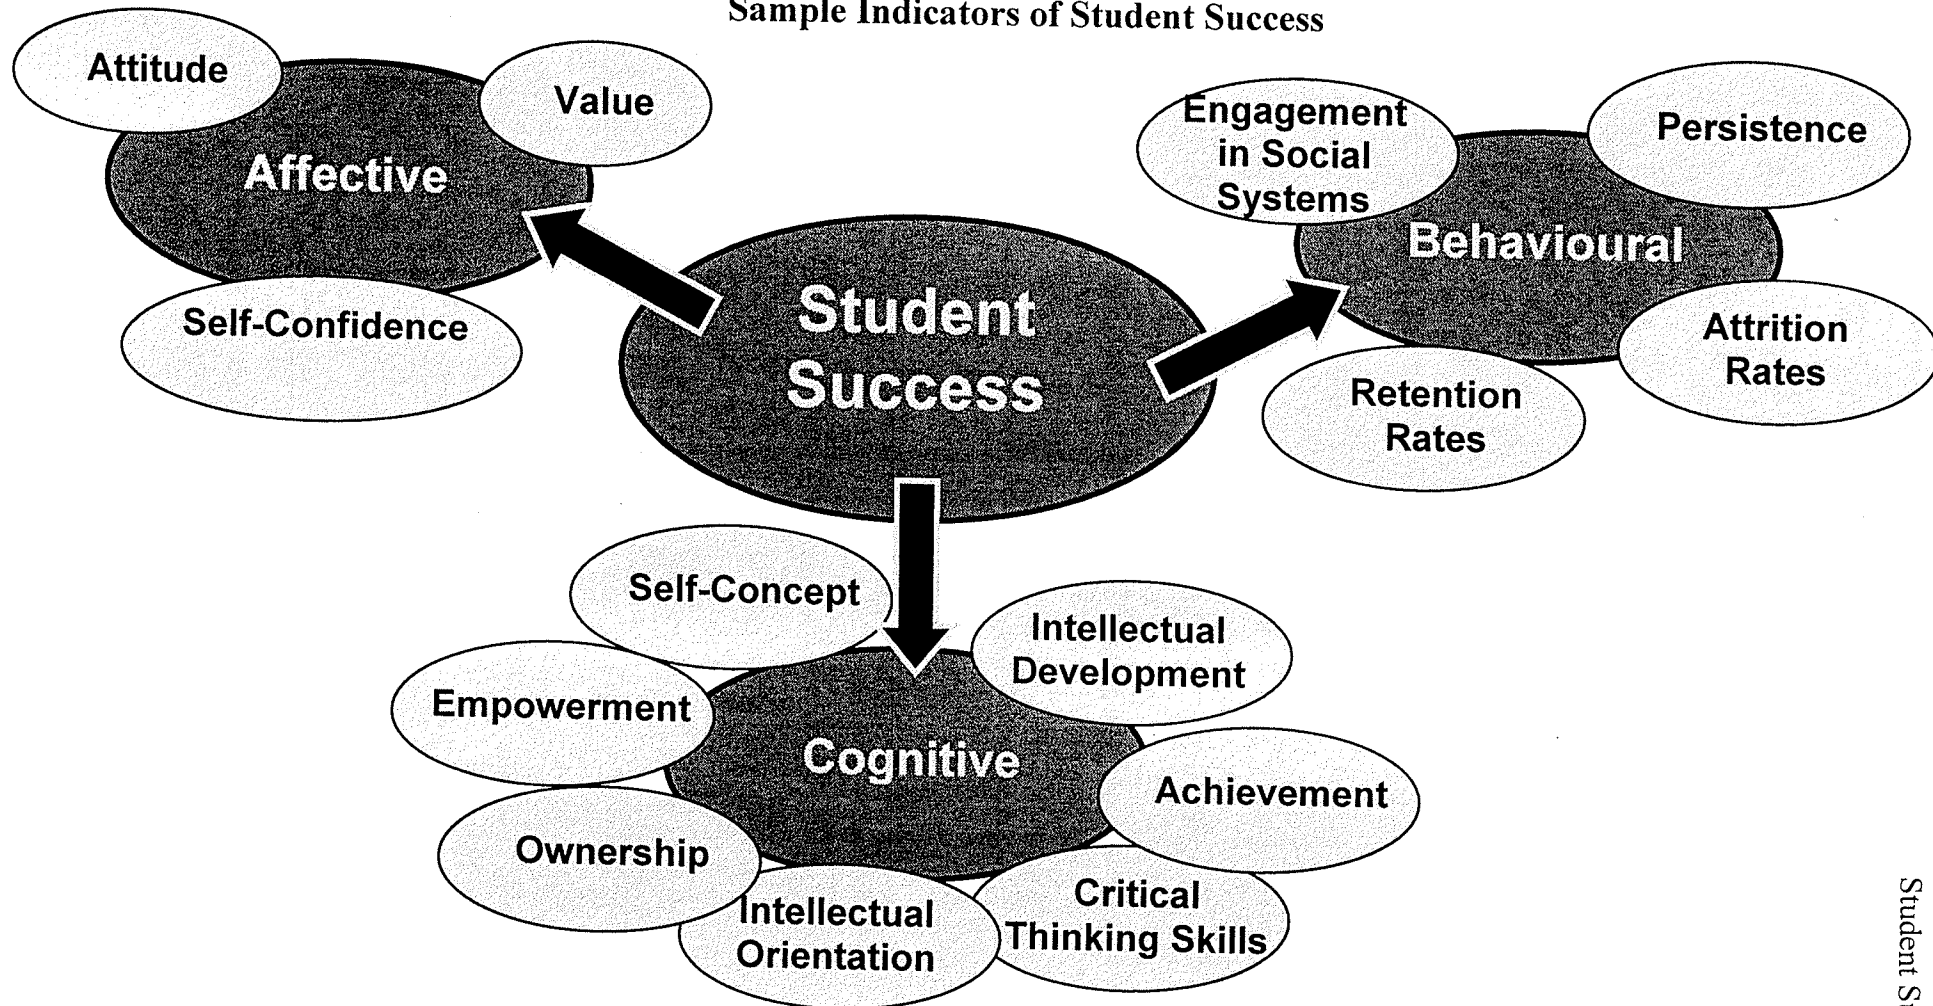 Sample Indicators of Student Success
Attitude
Value
Affective
Self-Confidence
Engagement
in Social
Systems
Persistence
Behavioural
Attrition
Rates
Retention
Rates
Student
Success
Self-Concept
Intellectual
Development
Empowerment
Cognitive
Achievement
Ownership
Intellectual
Orientation
Critical
Thinking Skills
Student